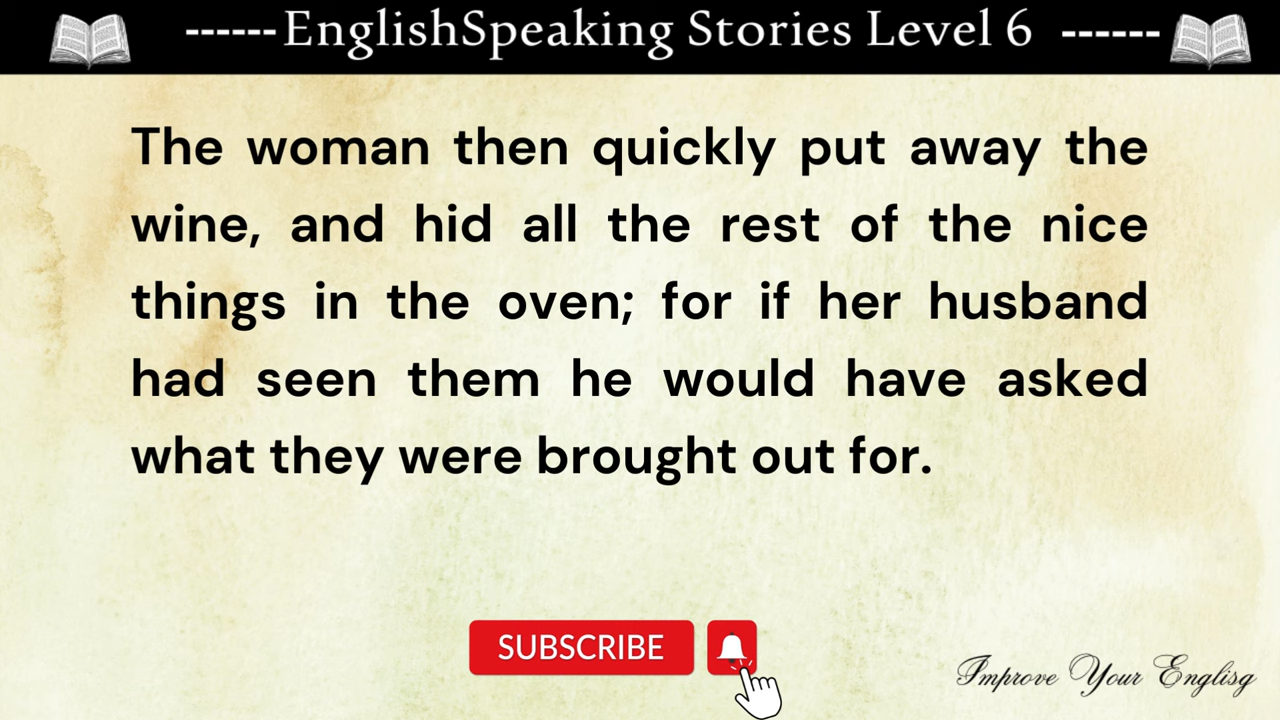 ------EnglishSpeaking Stories Level 6 ------
The woman then quickly put away the
wine, and hid all the rest of the nice
things in the oven; for if her husband
had seen them he would have asked
what they were brought out for.
SUBSCRIBE
Improve Your Englisg